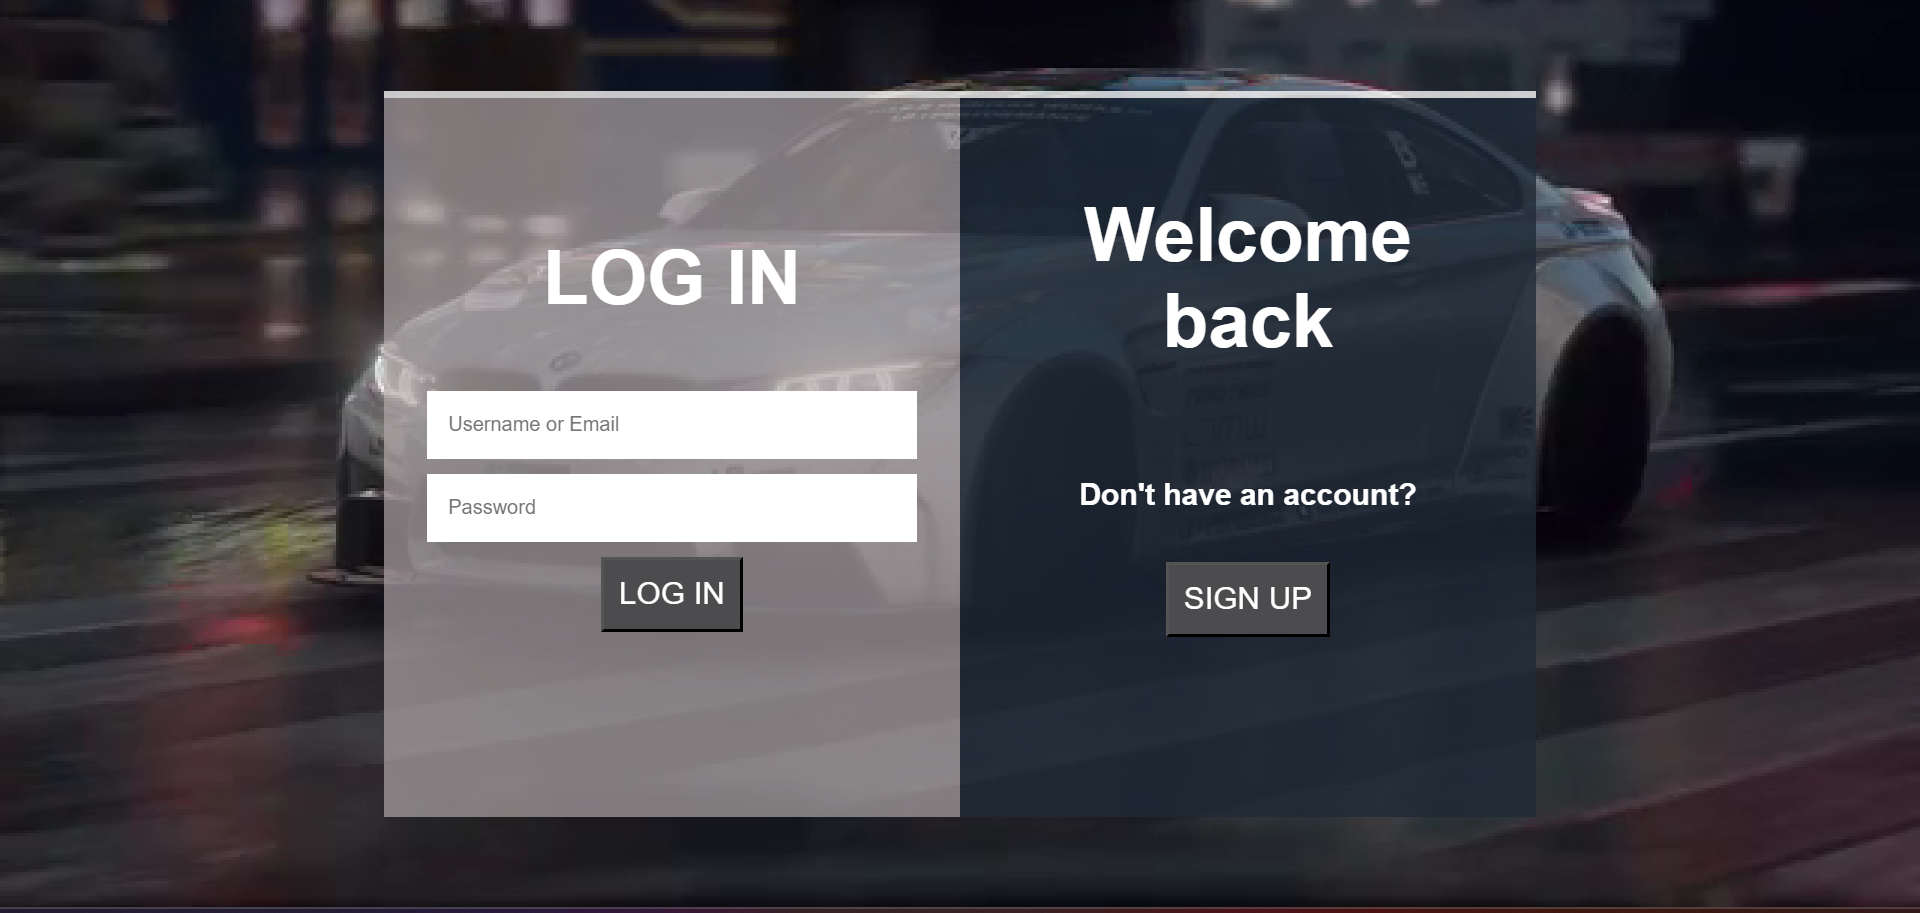 LOG IN
Username or Email
Password
LOG IN
Welcome
back
Don't have an account?
SIGN UP